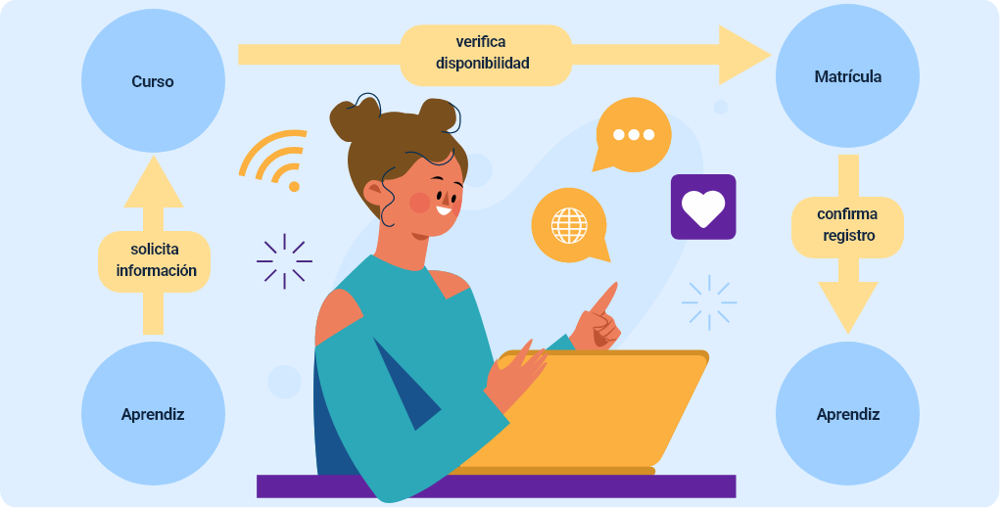 Curso
verifica
disponibilidad
Matrícula
solicita
información
confirma
registro
Aprendiz
Aprendiz